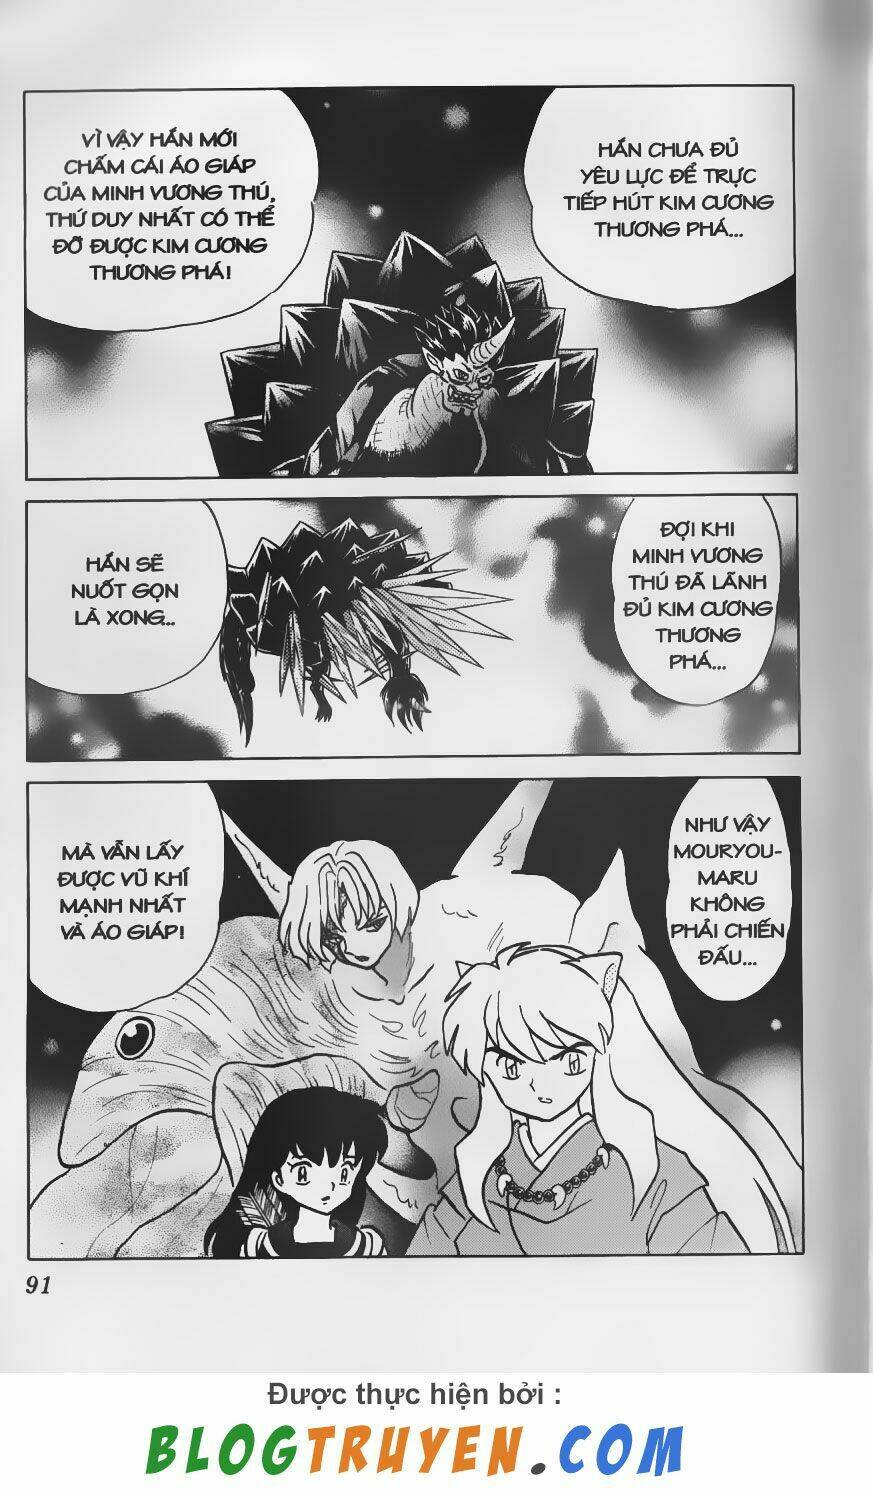 HẮN CHƯA ĐỦ
YÊU LỰC ĐỂ TRỰC
TIẾP HÚT KIM CƯƠNG
THƯƠNG PHÁ...
VÌ VẬY HẮN MỚI
CHẤM CÁI ÁO GIÁP
CỦA MINH VƯƠNG THÚ,
THỨ DUY NHẤT CÓ THỂ
ĐỠ ĐƯỢC KIM CƯƠNG
THƯƠNG PHÁ!
ĐỢI KHI
MINH VƯƠNG
THÚ ĐÃ LÃNH
ĐỦ KIM CƯƠNG
THƯƠNG
PHÁ...
HẮN SẼ
NUỐT GỌN
LÀ XONG...
NHƯ VẬY
MOURYOU-
MARU
KHÔNG
PHẢI CHIẾN
ĐẤU...
MÀ VẪN LẤY
ĐƯỢC VŨ KHÍ
MẠNH NHẤT
VÀ ÁO GIÁP!
91
Được thực hiện bởi :
BLOGTRUYEN.COM